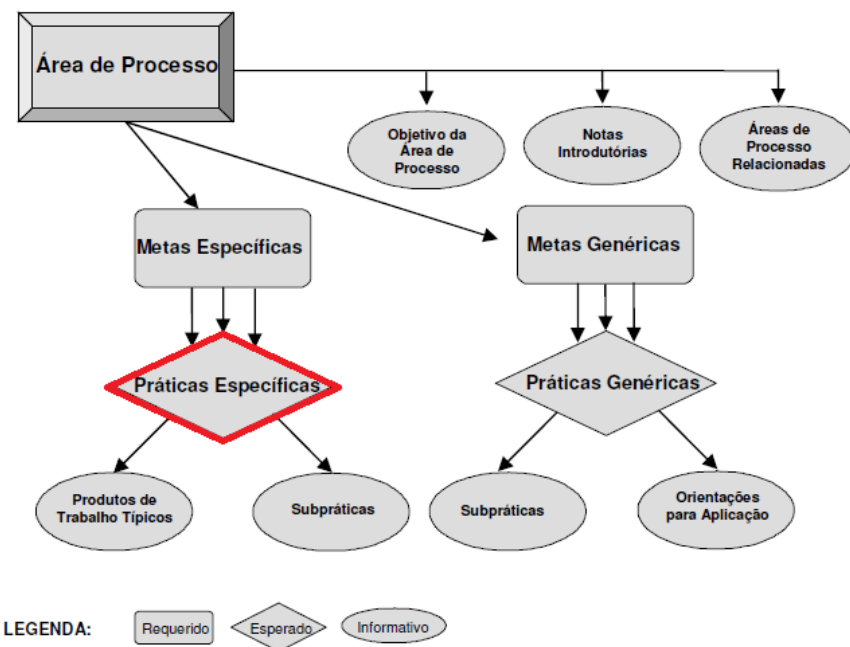 Área de Processo
Objetivo da
Área de
Processo
Notas
Introdutórias
Áreas de
Processo
Relacionadas
Metas Específicas
Metas Genéricas
Práticas Específicas
Práticas Genéricas
Produtos de
Trabalho Típicos
Subpráticas
Subpráticas
Orientações
para Aplicação
LEGENDA:
Requerido
Esperado
Informativo